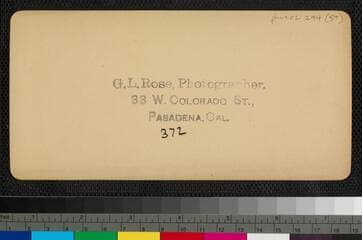 G. L. Rose, Photographer.
33 W. Colorado St.,
Pasadena, Cal.
372